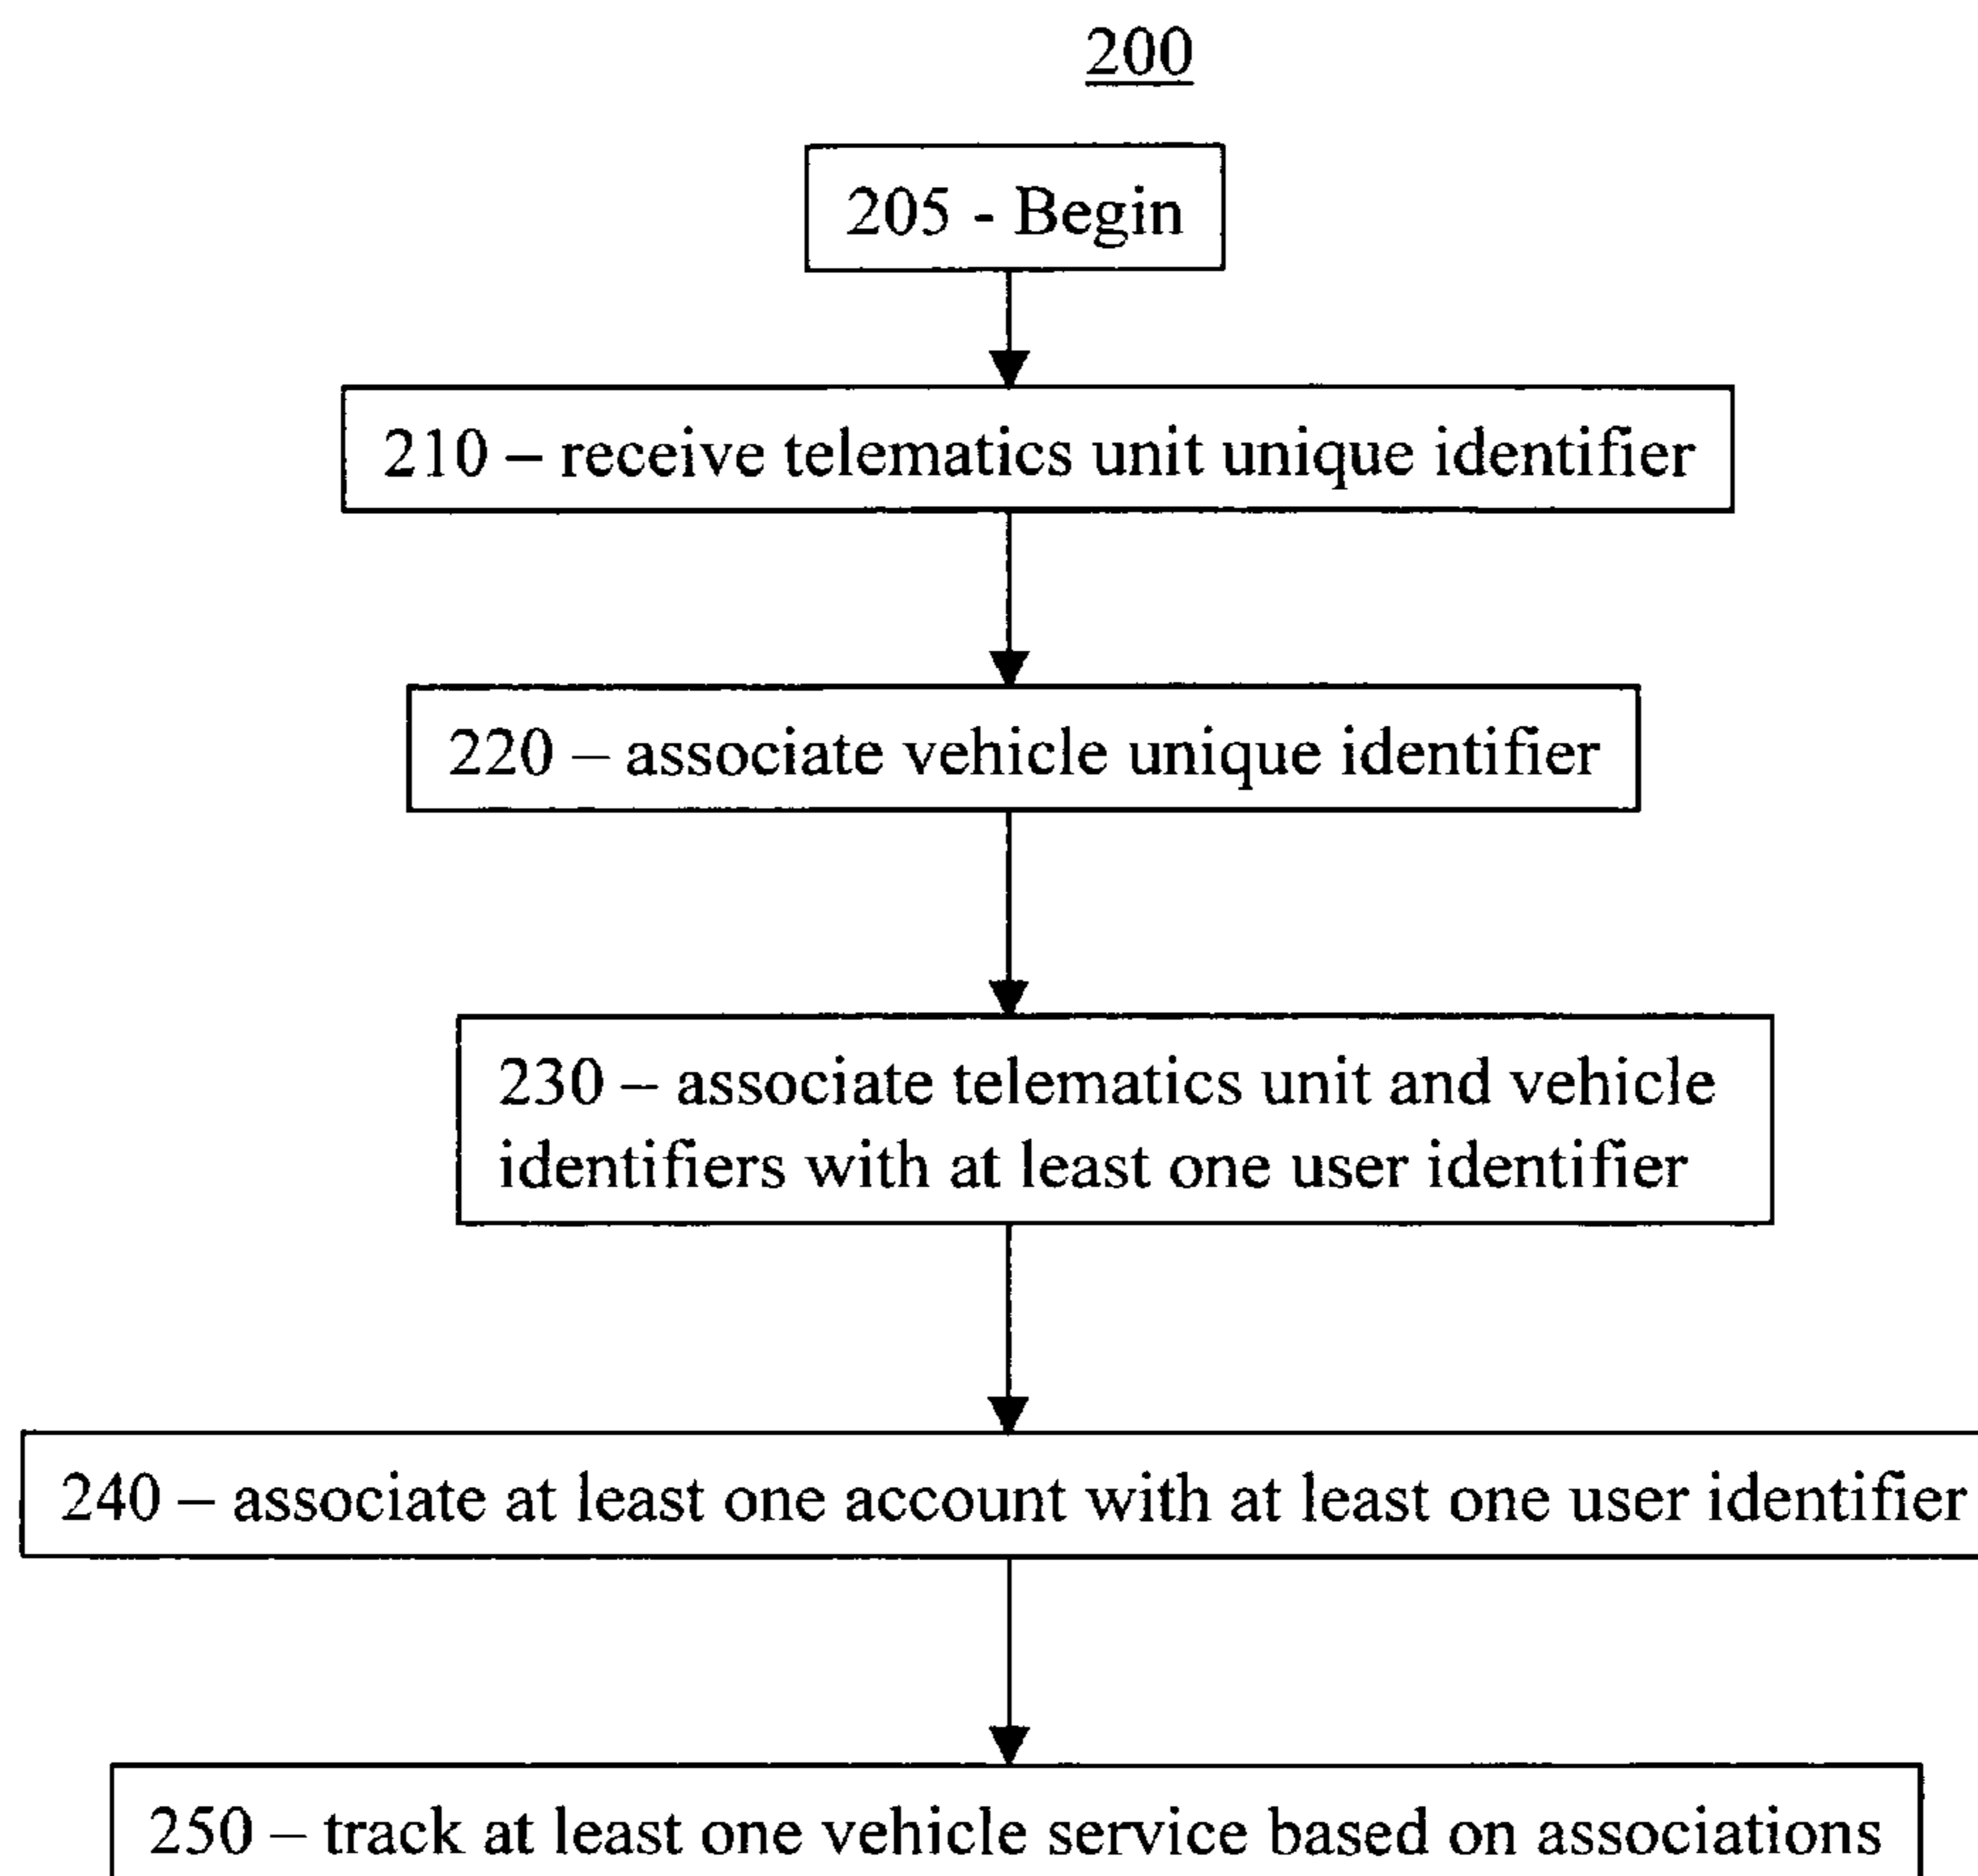 200
205 - Begin
210 – receive telematics unit unique identifier
220 – associate vehicle unique identifier
230 – associate telematics unit and vehicle
identifiers with at least one user identifier
240 – associate at least one account with at least one user identifier
250 – track at least one vehicle service based on associations